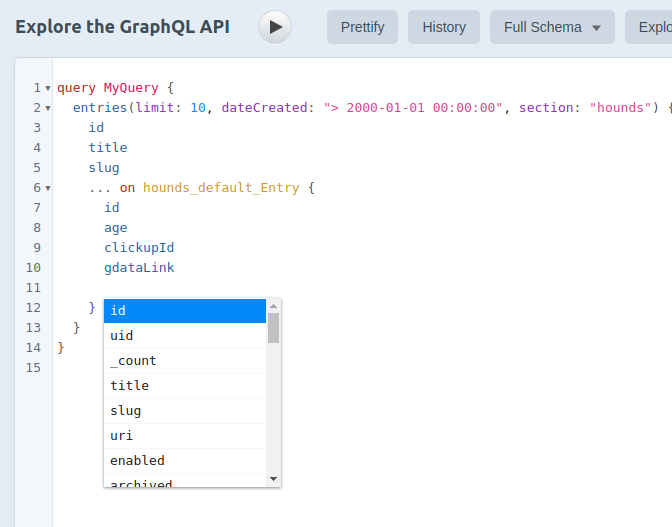 Explore the GraphQL API
Prettify
History
Full Schema
Explo
1 query MyQuery {
2 entries(limit: 10, dateCreated: "> 2000-01-01 00:00:00", section: "hounds") {
3 id
4 title
5 slug
6 ... on hounds_default_Entry {
7 id
8 age
9 clickupId
10 gdataLink
11
12 }
13 }
14 }
15
id
uid
_count
title
slug
uri
enabled
archived